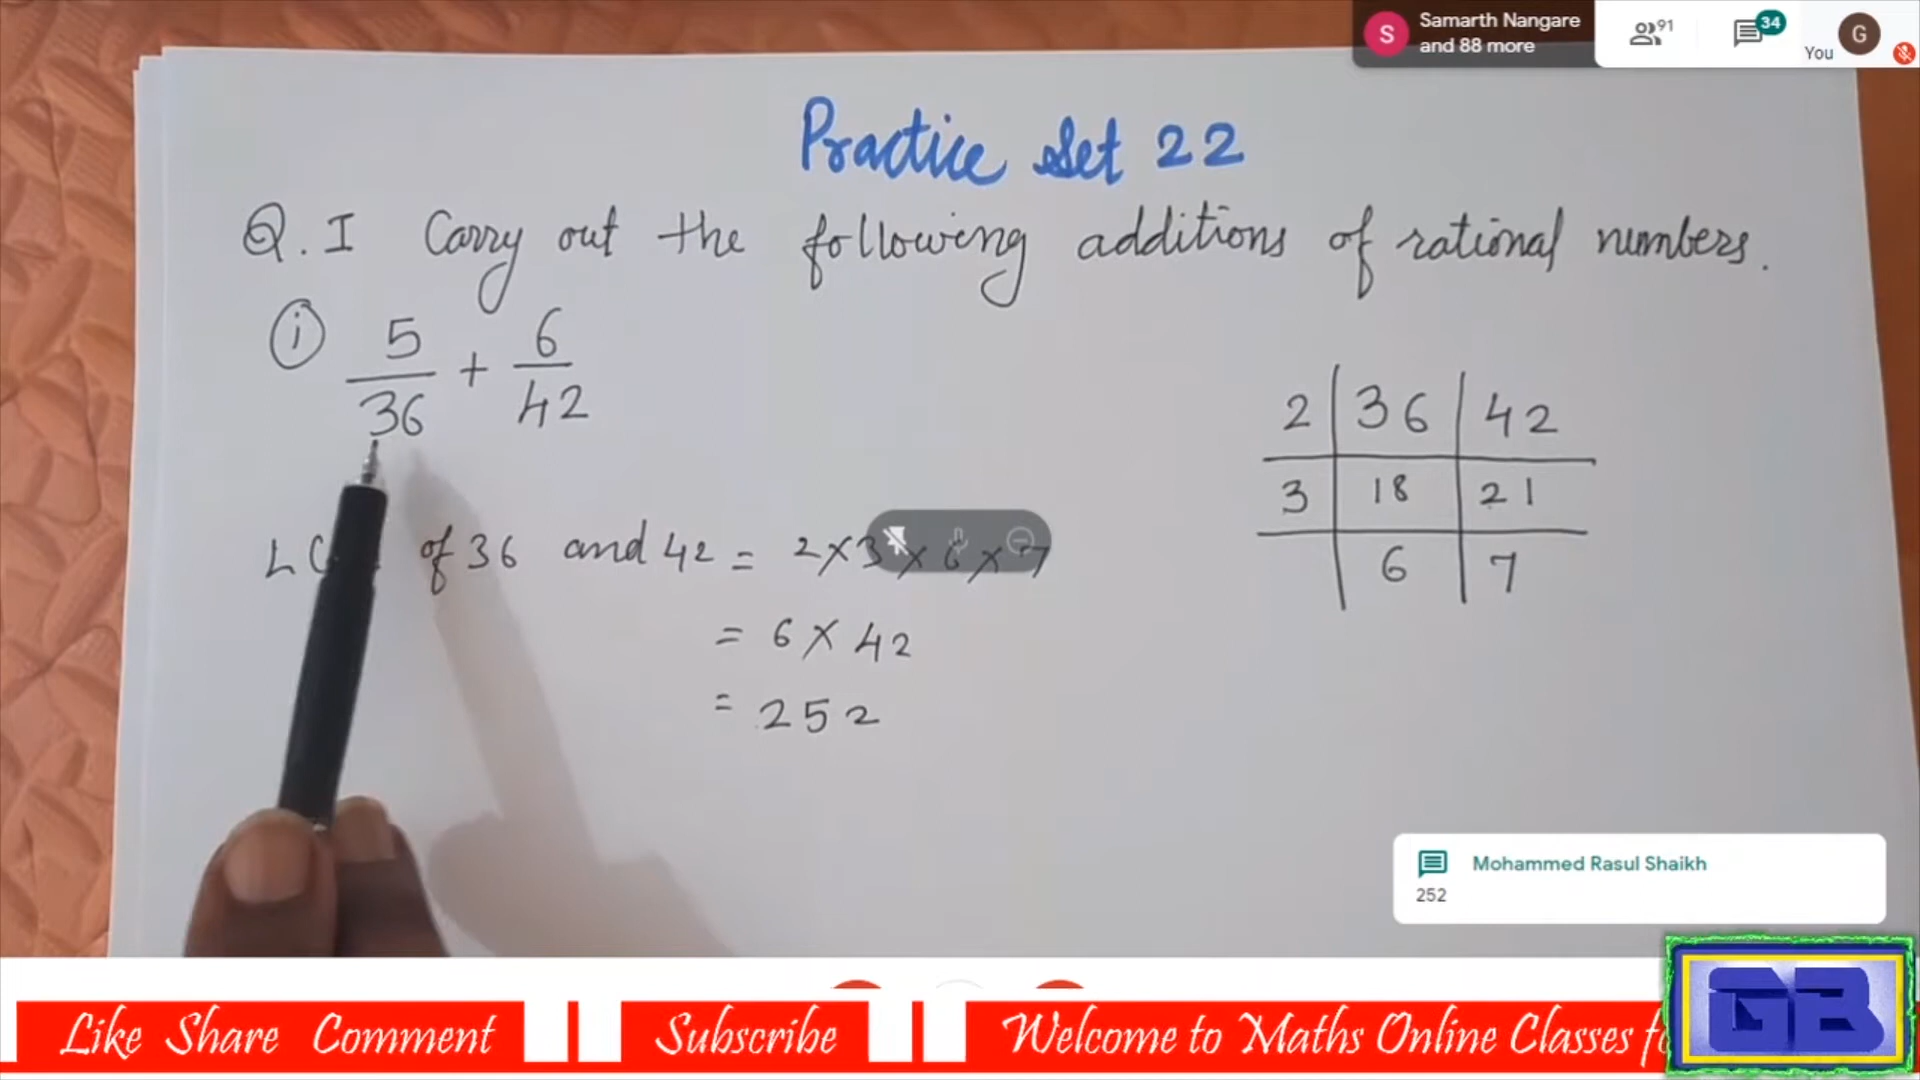 Samarth Nangare
and 88 more
91
34
You
G
S
Practice Set 22
Q.I Carry out the following additions of rational numbers.
i 5/36 + 6/42
2 | 36 | 42
3 | 18 | 21
6 | 7
of 36 and 42 = 2×3×6×7
= 6×42
= 252
Mohammed Rasul Shaikh
252
Like Share Comment
Subscribe
Welcome to Maths Online Classes
GB